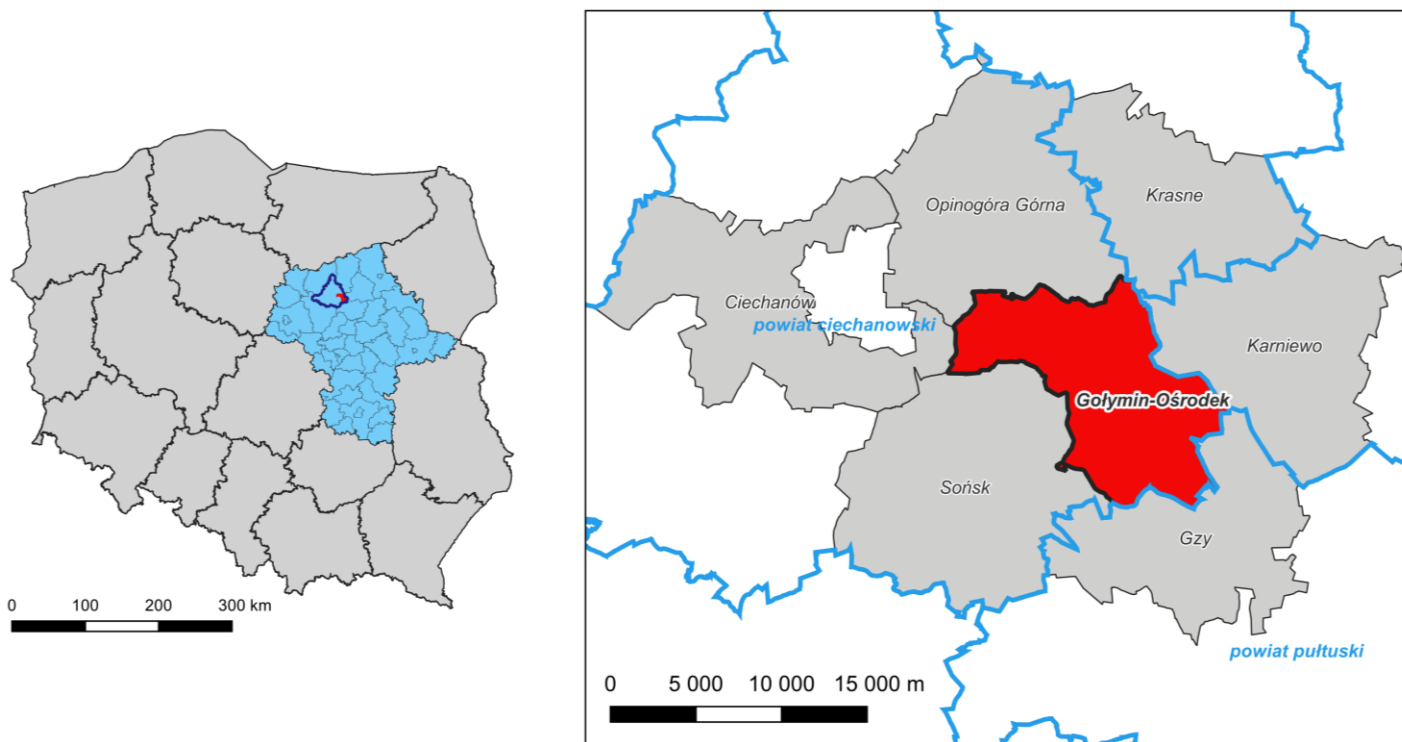 0 100 200 300 km
Opinogóra Górna
Krasne
Ciechanów
powiat ciechanowski
Karniewo
Gołymin-Ośrodek
Sońsk
Gzy
powiat pułtuski
0 5 000 10 000 15 000 m